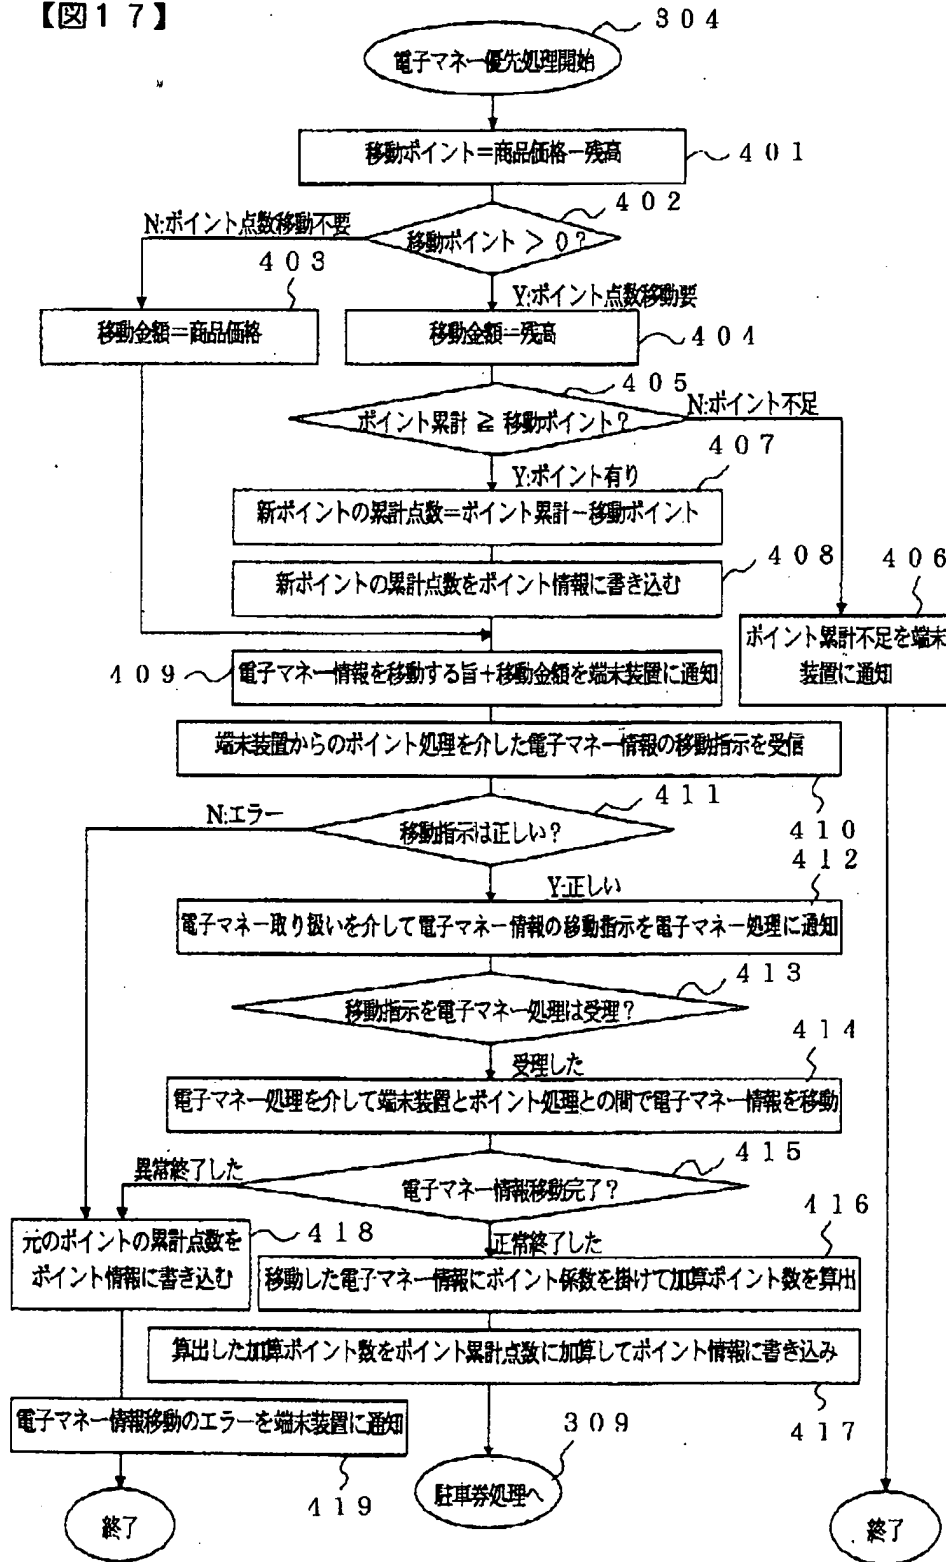 【図１７】
３０４
電子マネー優先処理開始
移動ポイント＝商品価格－残高
４０１
４０２
N:ポイント点数移動不要
移動ポイント ＞ ０？
４０３
Y:ポイント点数移動要
移動金額＝商品価格
移動金額＝残高
４０４
４０５
N:ポイント不足
ポイント累計 ≧ 移動ポイント？
４０７
Y:ポイント有り
新ポイントの累計点数＝ポイント累計－移動ポイント
４０８
４０６
新ポイントの累計点数をポイント情報に書き込む
ポイント累計不足を端末
装置に通知
４０９
電子マネー情報を移動する旨＋移動金額を端末装置に通知
端末装置からのポイント処理を介した電子マネー情報の移動指示を受信
４１０
４１１
N:エラー
移動指示は正しい？
４１２
Y:正しい
電子マネー取り扱いを介して電子マネー情報の移動指示を電子マネー処理に通知
４１３
移動指示を電子マネー処理は受理？
４１４
受理した
電子マネー処理を介して端末装置とポイント処理との間で電子マネー情報を移動
４１５
異常終了した
電子マネー情報移動完了？
４１６
正常終了した
元のポイントの累計点数を
ポイント情報に書き込む
４１８
移動した電子マネー情報にポイント係数を掛けて加算ポイント数を算出
算出した加算ポイント数をポイント累計点数に加算してポイント情報に書き込み
４１７
電子マネー情報移動のエラーを端末装置に通知
４１９
３０９
駐車券処理へ
終了
終了